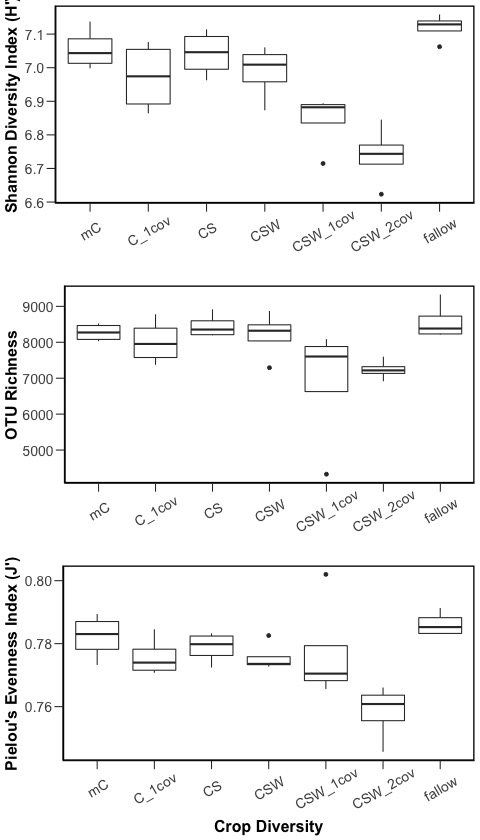 Shannon Diversity Index (H')
7.1
7.0
6.9
6.8
6.7
6.6
mC
C_1cov
CS
CSW
CSW_1cov
CSW_2cov
fallow
OTU Richness
9000
8000
7000
6000
5000
mC
C_1cov
CS
CSW
CSW_1cov
CSW_2cov
fallow
Pielou's Evenness Index (J')
0.80
0.78
0.76
mC
C_1cov
CS
CSW
CSW_1cov
CSW_2cov
fallow
Crop Diversity